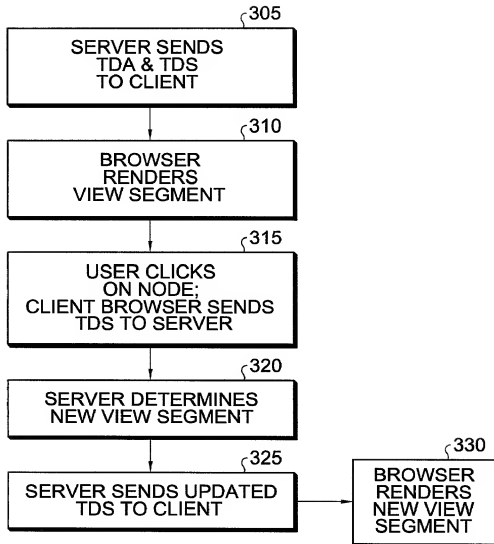 305
SERVER SENDS
TDA & TDS
TO CLIENT
310
BROWSER
RENDERS
VIEW SEGMENT
315
USER CLICKS
ON NODE;
CLIENT BROWSER SENDS
TDS TO SERVER
320
SERVER DETERMINES
NEW VIEW SEGMENT
325
SERVER SENDS UPDATED
TDS TO CLIENT
330
BROWSER
RENDERS
NEW VIEW
SEGMENT